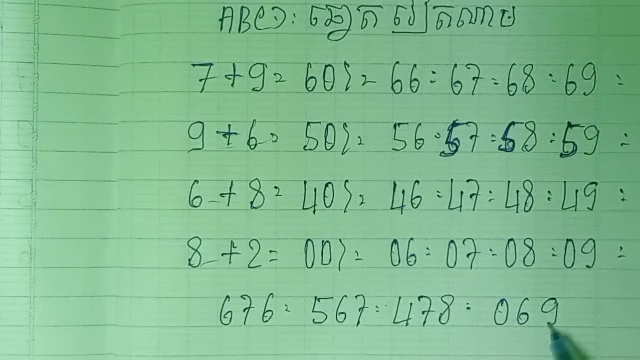 ABCD: ឆ្នោត វៀតណាម
7+9= 60}= 66 = 67 = 68 = 69 =
9+6= 50}= 56 = 57 = 58 = 59 =
6+8= 40}= 46 = 47 = 48 = 49 =
8+2= 00}= 06 = 07 = 08 = 09 =
676 = 567 = 478 = 069